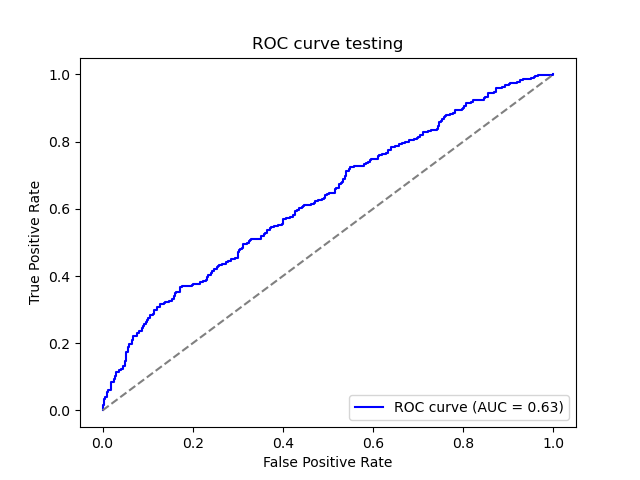 ROC curve testing
True Positive Rate
1.0
0.8
0.6
0.4
0.2
0.0
ROC curve (AUC = 0.63)
0.0 0.2 0.4 0.6 0.8 1.0
False Positive Rate